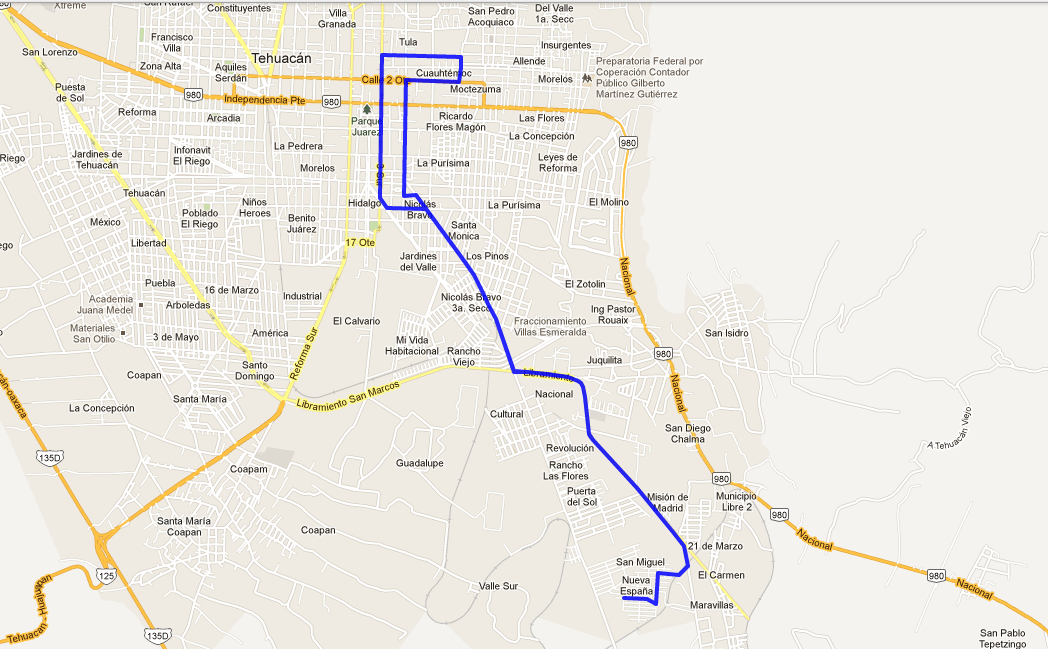 Xtreme
San Rafael
Constituyentes
Villa
Granada
San Pedro
Acoquiaco
Del Valle
1a. Secc
Francisco
Villa
San Lorenzo
Tula
Insurgentes
Tehuacán
Zona Alta
Aquiles
Serdán
Allende
Preparatoria Federal por
Coperación Contador
Público Gilberto
Martínez Gutiérrez
Cuauhtémoc
Calle 2 Ote
Morelos
Moctezuma
Puesta
de Sol
980
Independencia Pte
980
Reforma
Arcadia
Parque
Juarez
Ricardo
Flores Magón
Las Flores
La Concepción
980
Riego
Jardines de
Tehuacán
Infonavit
El Riego
La Pedrera
Morelos
La Purísima
Leyes de
Reforma
3 Sur
Tehuacán
Niños
Heroes
Hidalgo
Nicolás
Bravo
La Purísima
El Molino
México
Poblado
El Riego
Benito
Juárez
Santa
Monica
Libertad
17 Ote
Jardines
del Valle
Los Pinos
Nacional
Puebla
16 de Marzo
Industrial
El Zotolin
Academia
Juana Medel
Arboledas
Nicolás Bravo
3a. Secc
Ing Pastor
Rouaix
Materiales
San Otilio
3 de Mayo
América
El Calvario
Mi Vida
Habitacional
Fraccionamiento
Villas Esmeralda
San Isidro
Reforma Sur
Rancho
Viejo
Juquilita
980
Coapan
Santo
Domingo
Libramiento
Nacional
Nacional
Libramiento San Marcos
Santa María
La Concepción
Cultural
San Diego
Chalma
A Tehuacán Viejo
Revolución
135D
Coapam
Guadalupe
Rancho
Las Flores
980
Puerta
del Sol
Misión de
Madrid
Municipio
Libre 2
980
Santa María
Coapan
Coapan
Nacional
21 de Marzo
San Miguel
125
Nueva
España
El Carmen
980
Nacional
Valle Sur
Maravillas
Tehuacan - Huajuapan
135D
San Pablo
Tepetzingo